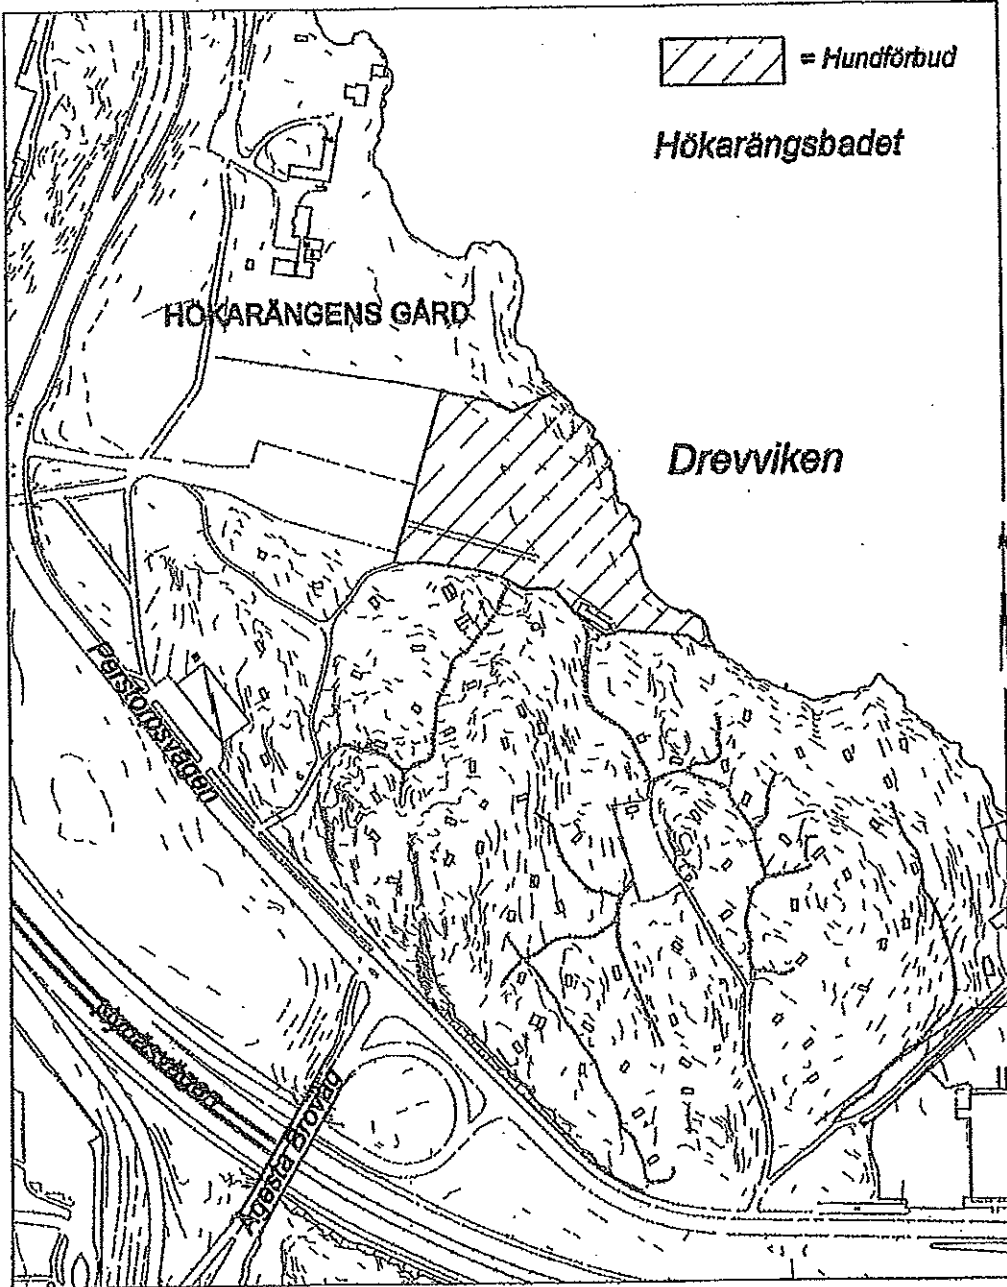 = Hundförbud
Hökarängsbadet
HÖKARÄNGENS GÅRD
Drevviken
Perstorpsvägen
Nynäsvägen
Ågesta Broväg